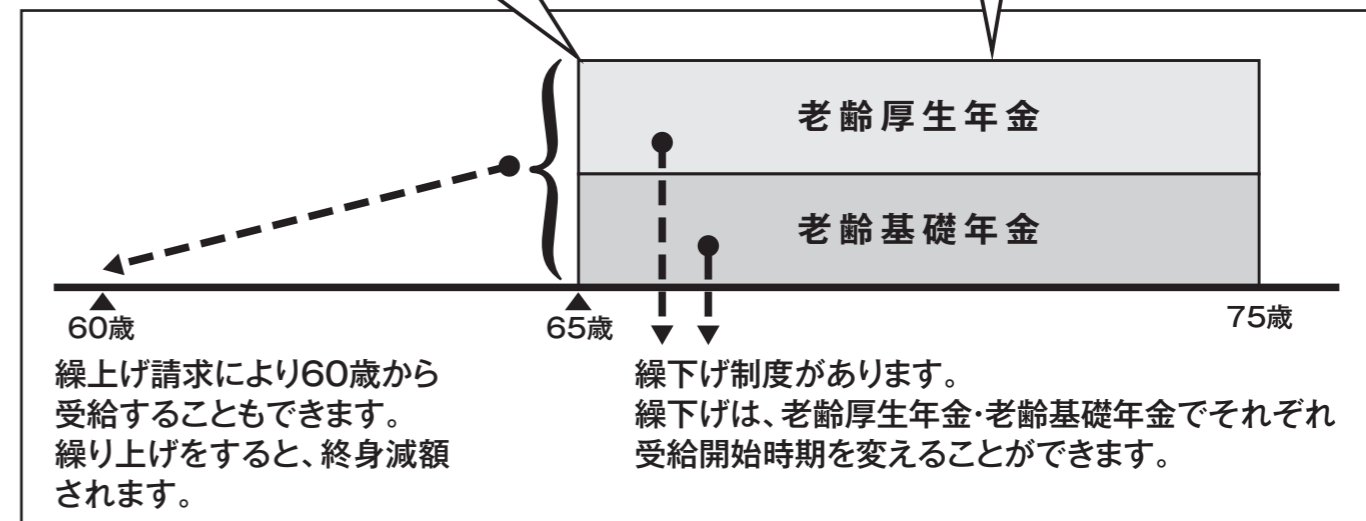 老齢厚生年金
老齢基礎年金
60歳
65歳
75歳
繰上げ請求により60歳から
受給することもできます。
繰り上げをすると、終身減額
されます。
繰下げ制度があります。
繰下げは、老齢厚生年金・老齢基礎年金でそれぞれ
受給開始時期を変えることができます。